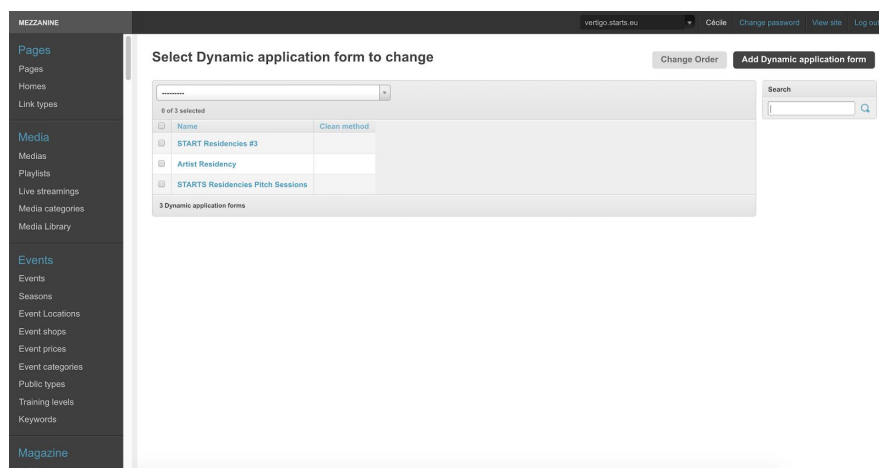 MEZZANINE
vertigo.starts.eu Cécile Change password View site Log out
Pages
Pages
Homes
Link types
Media
Medias
Playlists
Live streamings
Media categories
Media Library
Events
Events
Seasons
Event Locations
Event shops
Event prices
Event categories
Public types
Training levels
Keywords
Magazine
Select Dynamic application form to change
Change Order Add Dynamic application form
---------
0 of 3 selected
Name Clean method
START Residencies #3
Artist Residency
STARTS Residencies Pitch Sessions
3 Dynamic application forms
Search